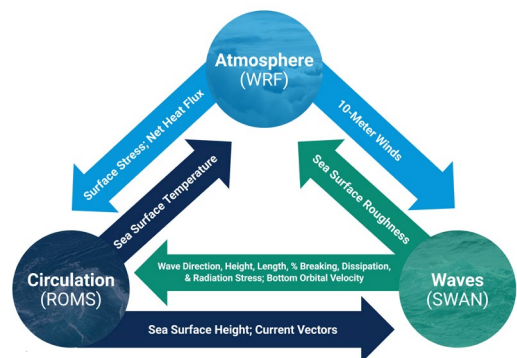 Atmosphere
(WRF)
Surface Stress; Net Heat Flux
10-Meter Winds
Sea Surface Temperature
Sea Surface Roughness
Wave Direction, Height, Length, % Breaking, Dissipation,
& Radiation Stress; Bottom Orbital Velocity
Circulation
(ROMS)
Waves
(SWAN)
Sea Surface Height; Current Vectors